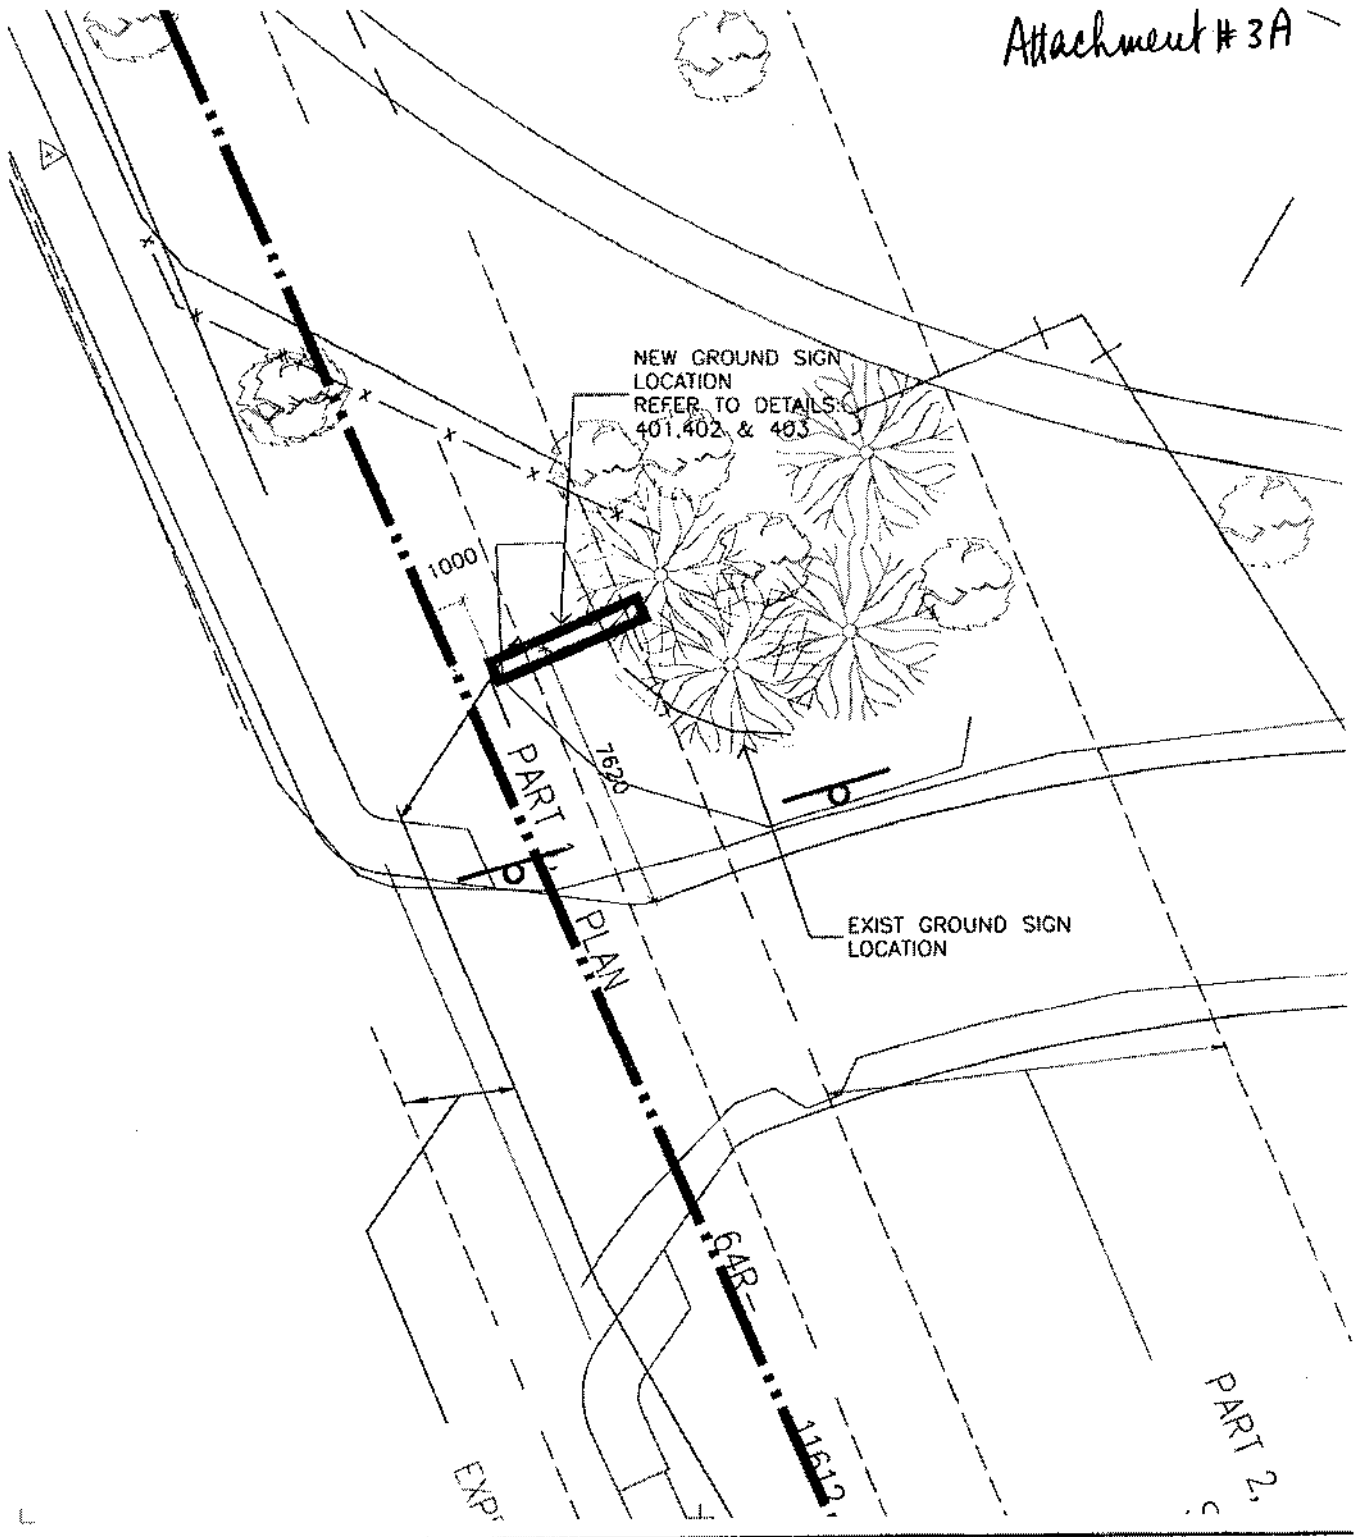 Attachment # 3A
NEW GROUND SIGN
LOCATION
REFER TO DETAILS:
401,402 & 403
1000
7620
PART 1, PLAN 64R-11612
EXIST GROUND SIGN
LOCATION
PART 2,